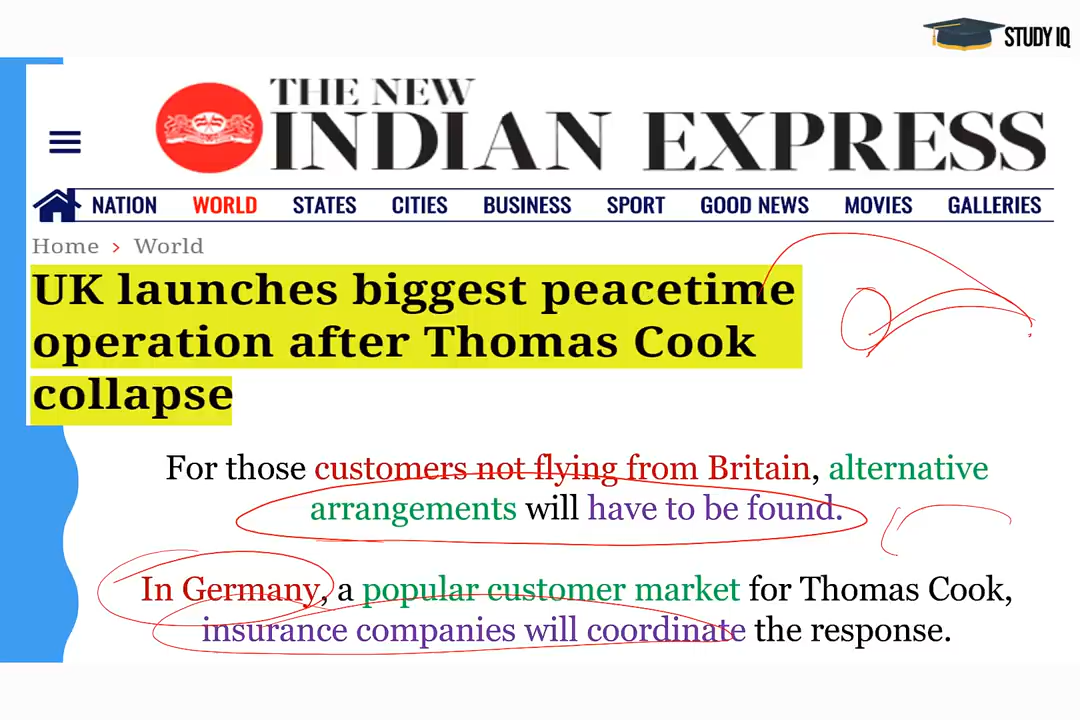 STUDY IQ
THE NEW
INDIAN EXPRESS
NATION WORLD STATES CITIES BUSINESS SPORT GOOD NEWS MOVIES GALLERIES
Home > World
UK launches biggest peacetime
operation after Thomas Cook
collapse
For those customers not flying from Britain, alternative
arrangements will have to be found.
In Germany, a popular customer market for Thomas Cook,
insurance companies will coordinate the response.